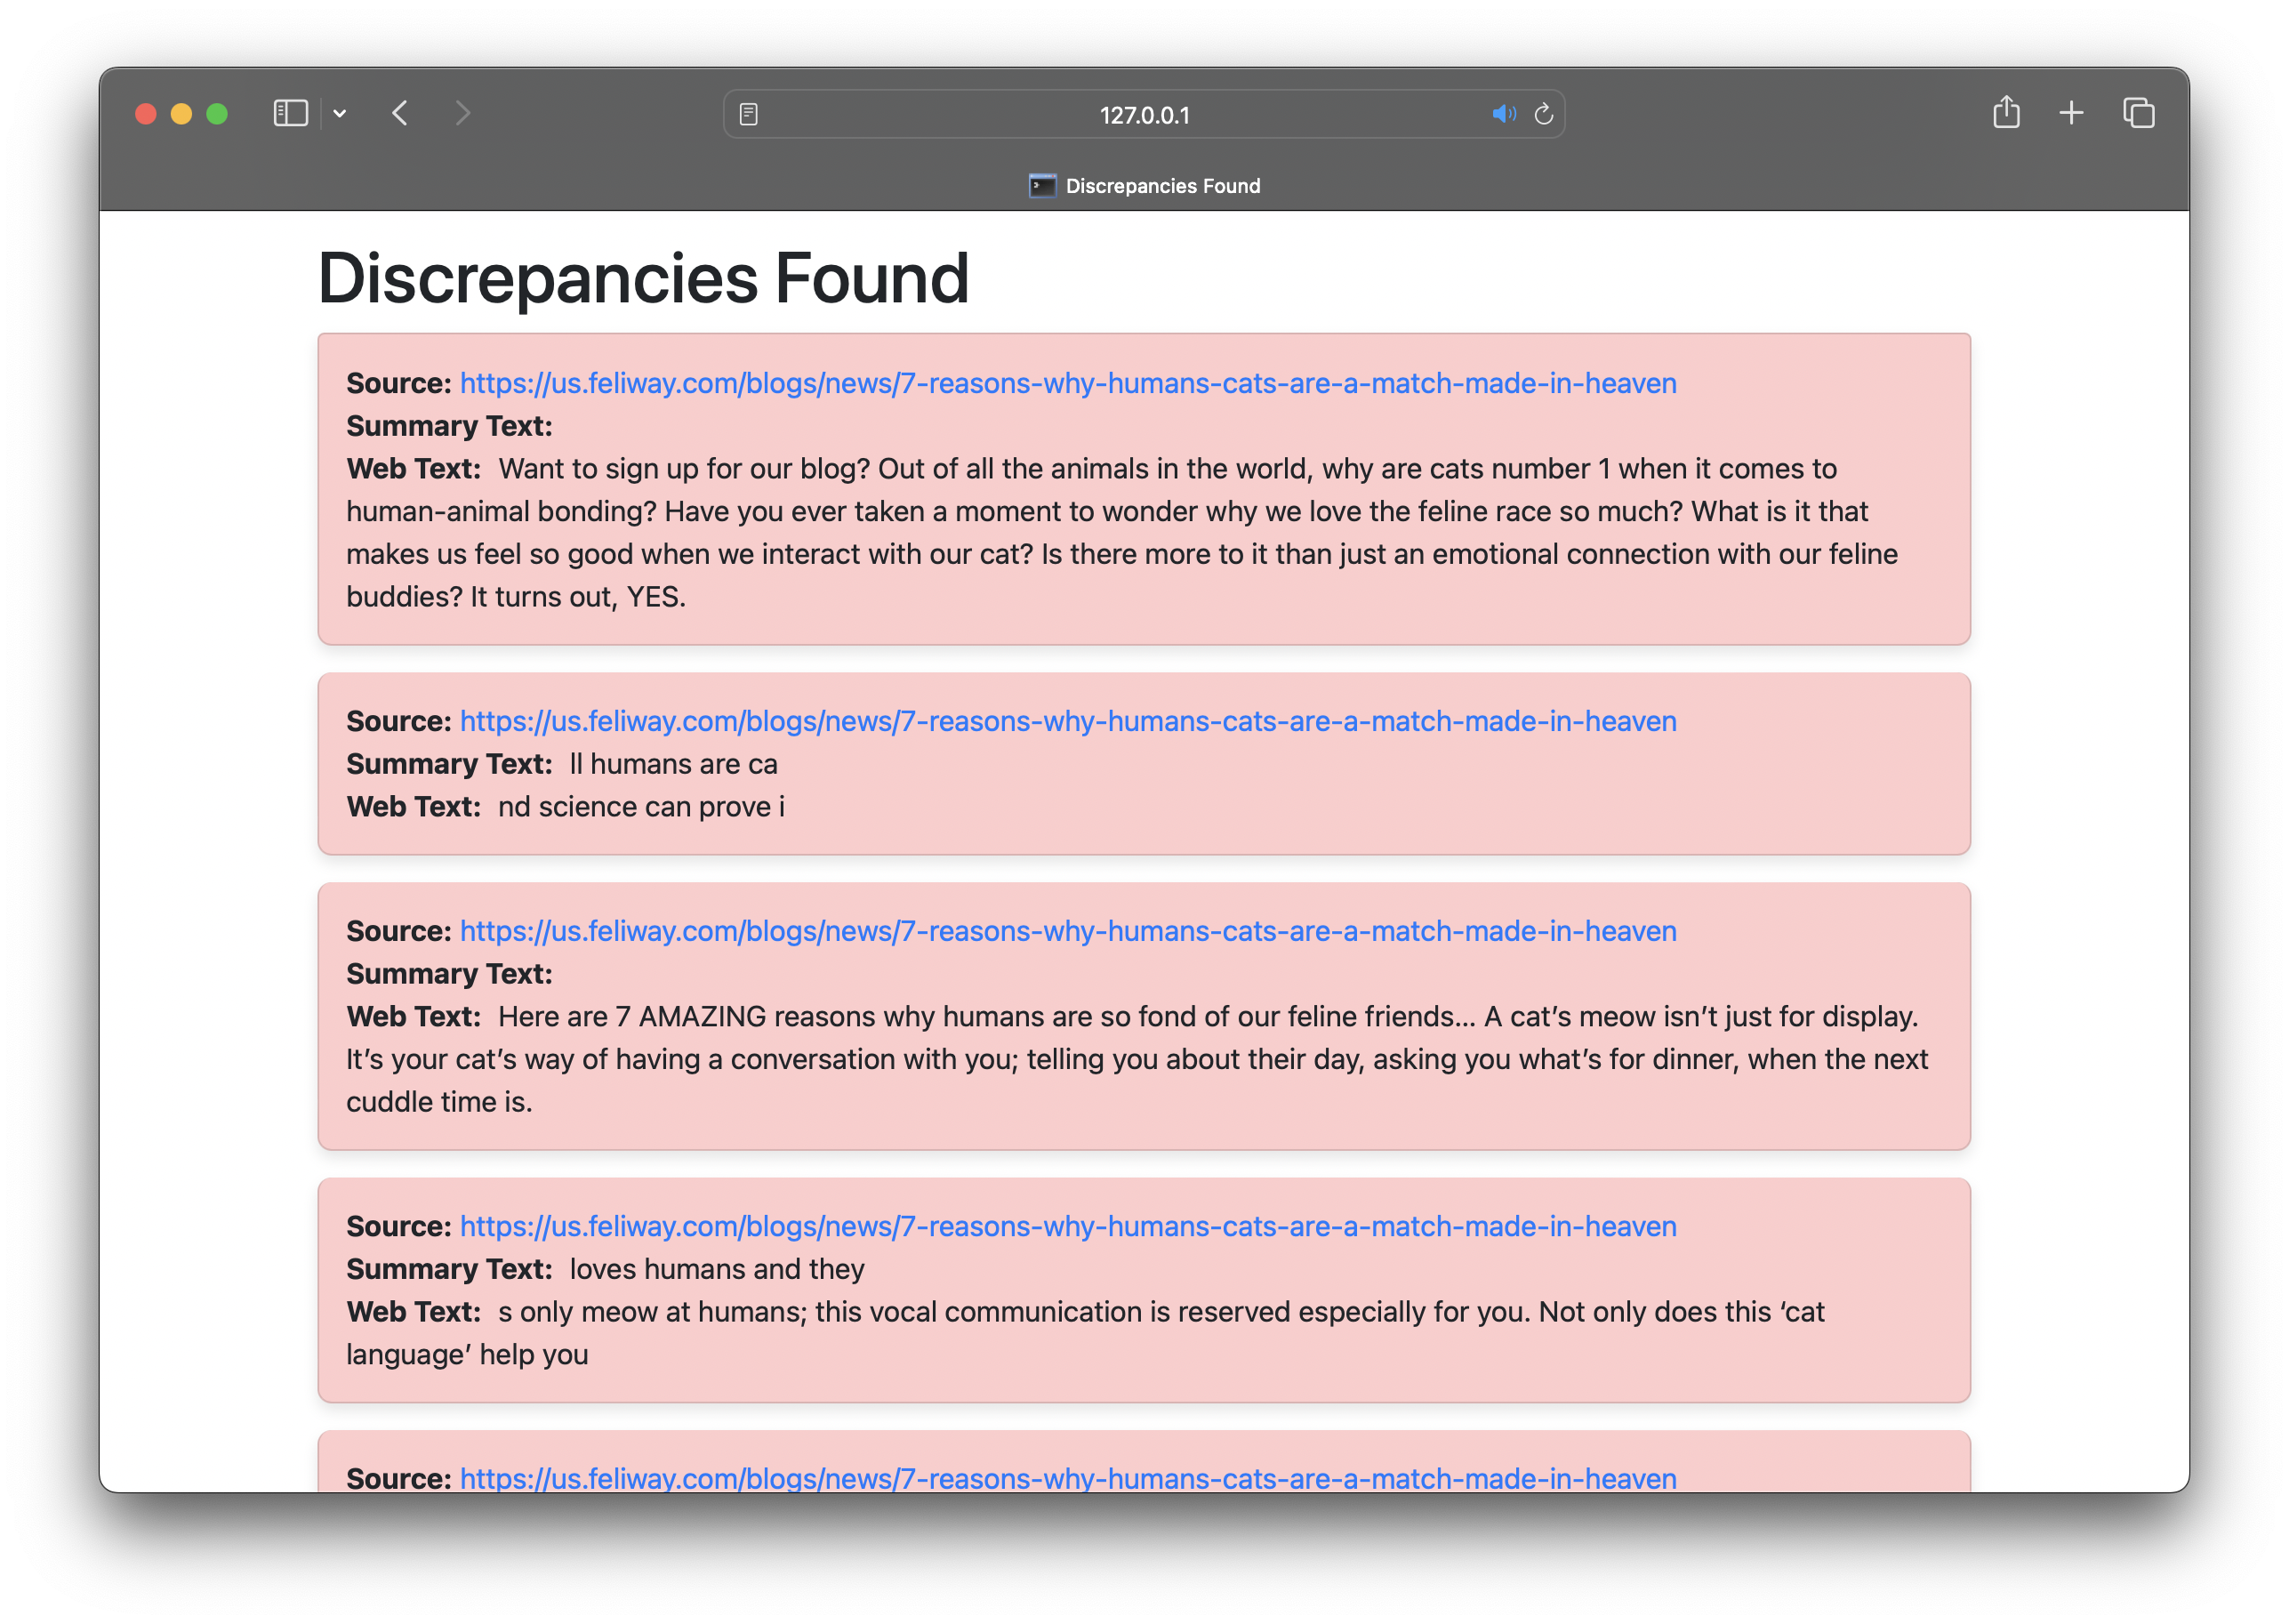 127.0.0.1
Discrepancies Found
Discrepancies Found
Source: https://us.feliway.com/blogs/news/7-reasons-why-humans-cats-are-a-match-made-in-heaven
Summary Text:
Web Text: Want to sign up for our blog? Out of all the animals in the world, why are cats number 1 when it comes to
human-animal bonding? Have you ever taken a moment to wonder why we love the feline race so much? What is it that
makes us feel so good when we interact with our cat? Is there more to it than just an emotional connection with our feline
buddies? It turns out, YES.
Source: https://us.feliway.com/blogs/news/7-reasons-why-humans-cats-are-a-match-made-in-heaven
Summary Text: ll humans are ca
Web Text: nd science can prove i
Source: https://us.feliway.com/blogs/news/7-reasons-why-humans-cats-are-a-match-made-in-heaven
Summary Text:
Web Text: Here are 7 AMAZING reasons why humans are so fond of our feline friends... A cat’s meow isn’t just for display.
It’s your cat’s way of having a conversation with you; telling you about their day, asking you what’s for dinner, when the next
cuddle time is.
Source: https://us.feliway.com/blogs/news/7-reasons-why-humans-cats-are-a-match-made-in-heaven
Summary Text: loves humans and they
Web Text: s only meow at humans; this vocal communication is reserved especially for you. Not only does this ‘cat
language’ help you
Source: https://us.feliway.com/blogs/news/7-reasons-why-humans-cats-are-a-match-made-in-heaven